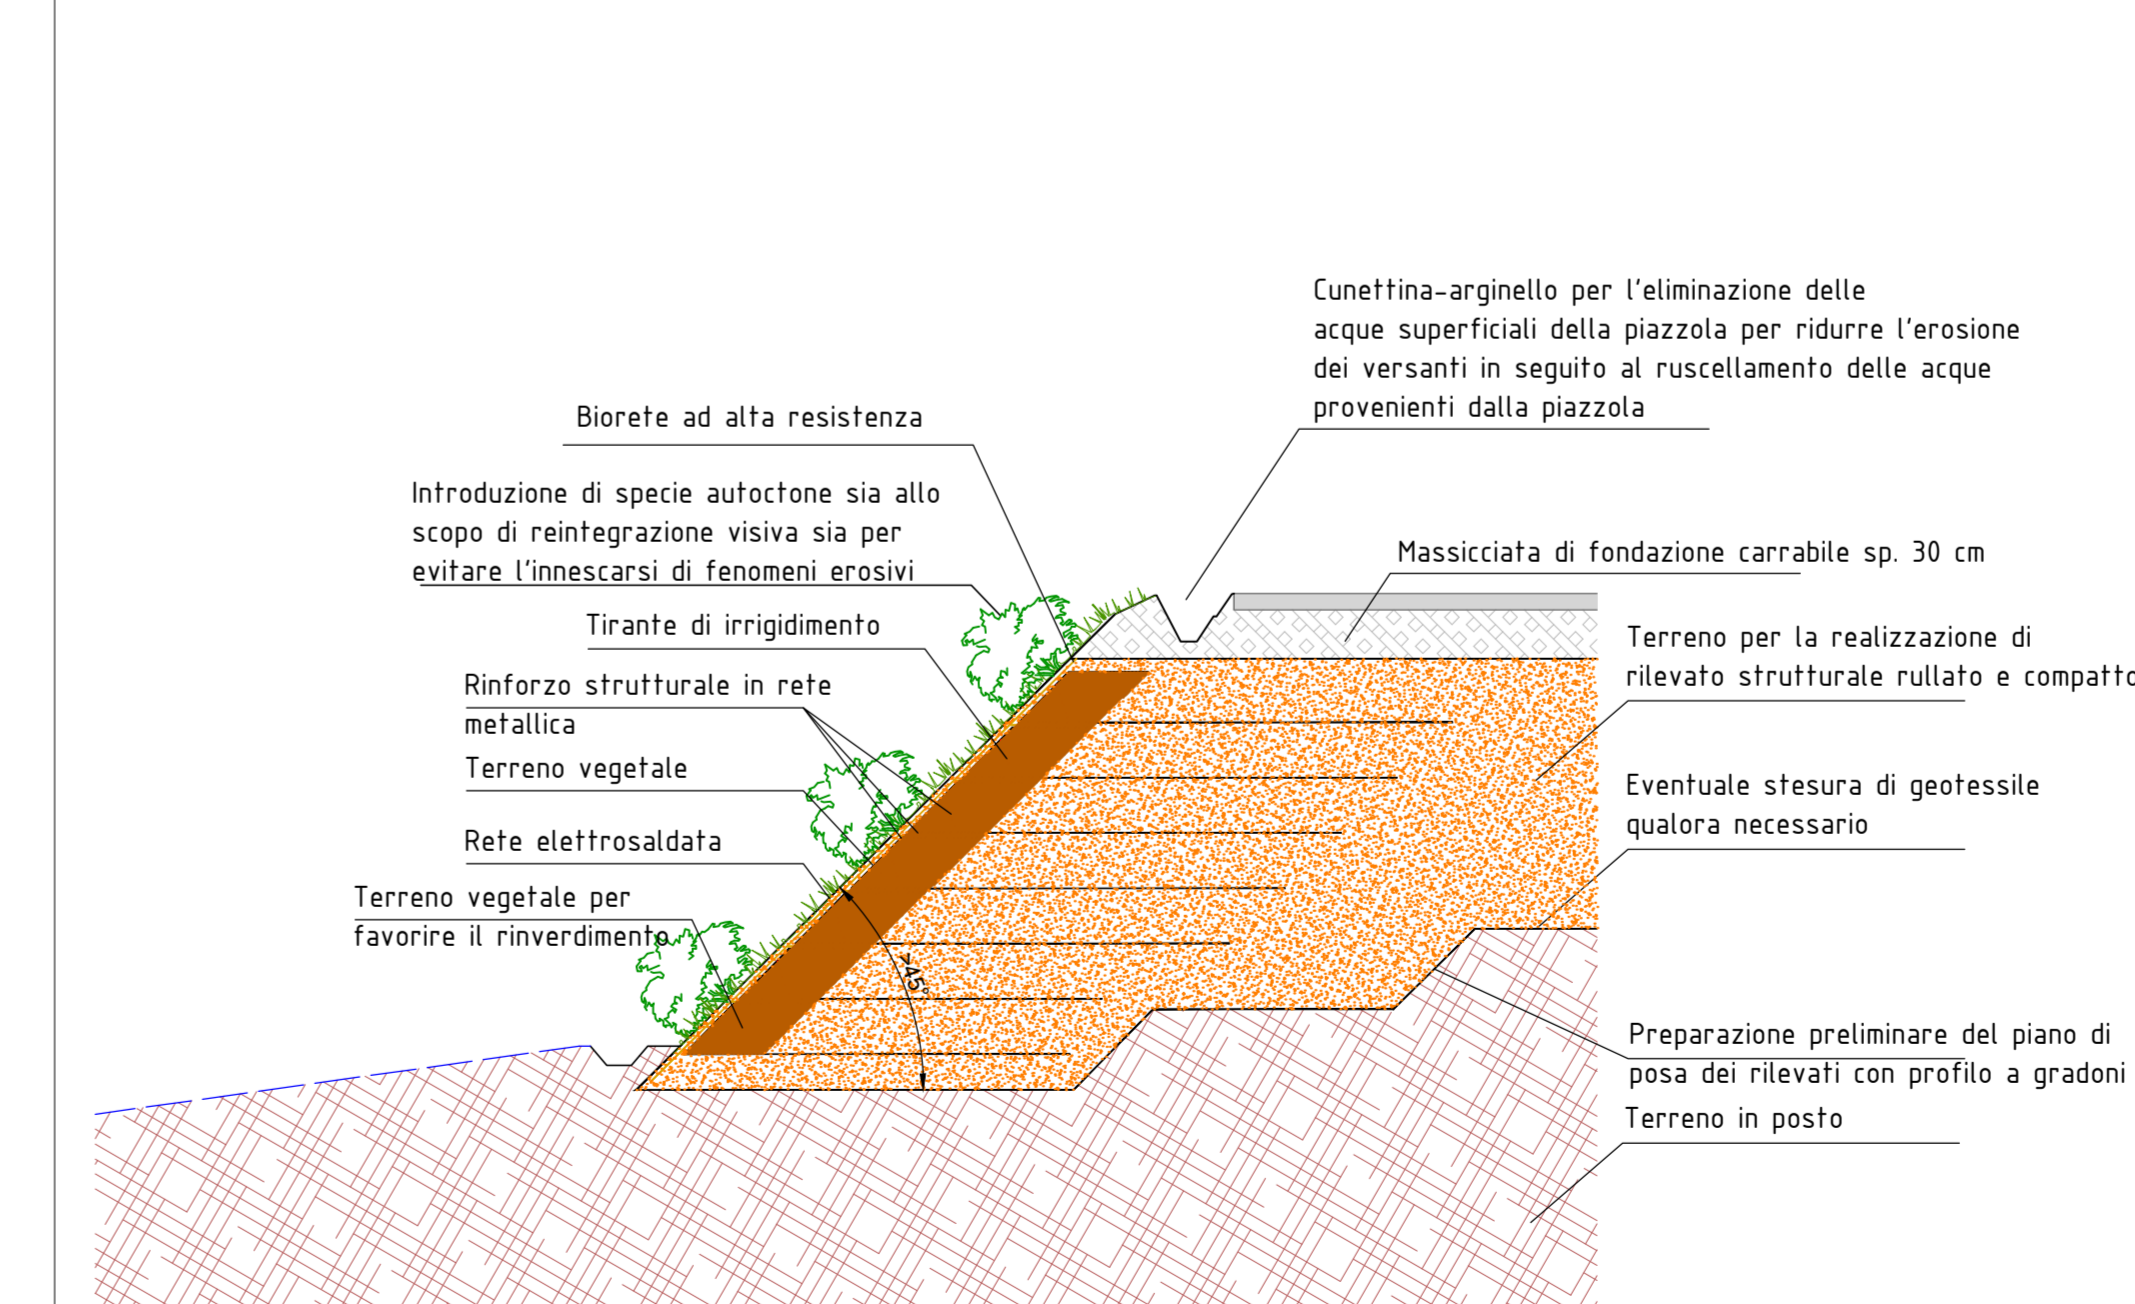 Cunettina-arginello per l'eliminazione delle
acque superficiali della piazzola per ridurre l'erosione
dei versanti in seguito al ruscellamento delle acque
provenienti dalla piazzola
Biorete ad alta resistenza
Introduzione di specie autoctone sia allo
scopo di reintegrazione visiva sia per
evitare l'innescarsi di fenomeni erosivi
Massicciata di fondazione carrabile sp. 30 cm
Tirante di irrigidimento
Terreno per la realizzazione di
rilevato strutturale rullato e compatto
Rinforzo strutturale in rete
metallica
Terreno vegetale
Eventuale stesura di geotessile
qualora necessario
Rete elettrosaldata
Terreno vegetale per
favorire il rinverdimento
>45°
Preparazione preliminare del piano di
posa dei rilevati con profilo a gradoni
Terreno in posto